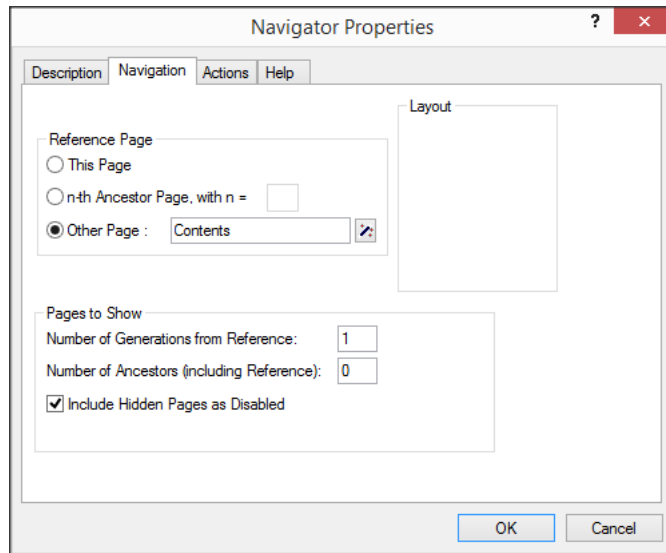 Navigator Properties
?
Description
Navigation
Actions
Help
Layout
Reference Page
This Page
n-th Ancestor Page, with n =
Other Page :
Contents
Pages to Show
Number of Generations from Reference:
1
Number of Ancestors (including Reference):
0
Include Hidden Pages as Disabled
OK
Cancel